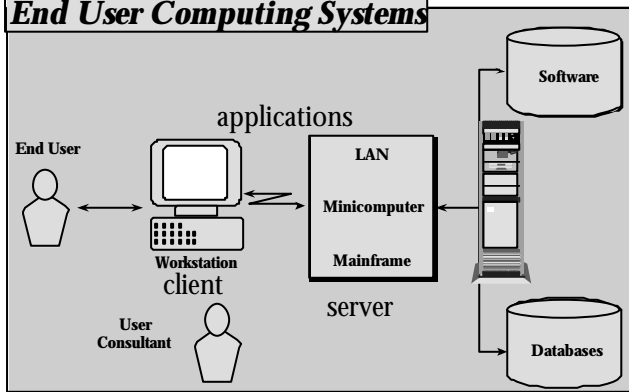 End User Computing Systems
Software
applications
End User
LAN
Minicomputer
Mainframe
Workstation
client
server
User
Consultant
Databases